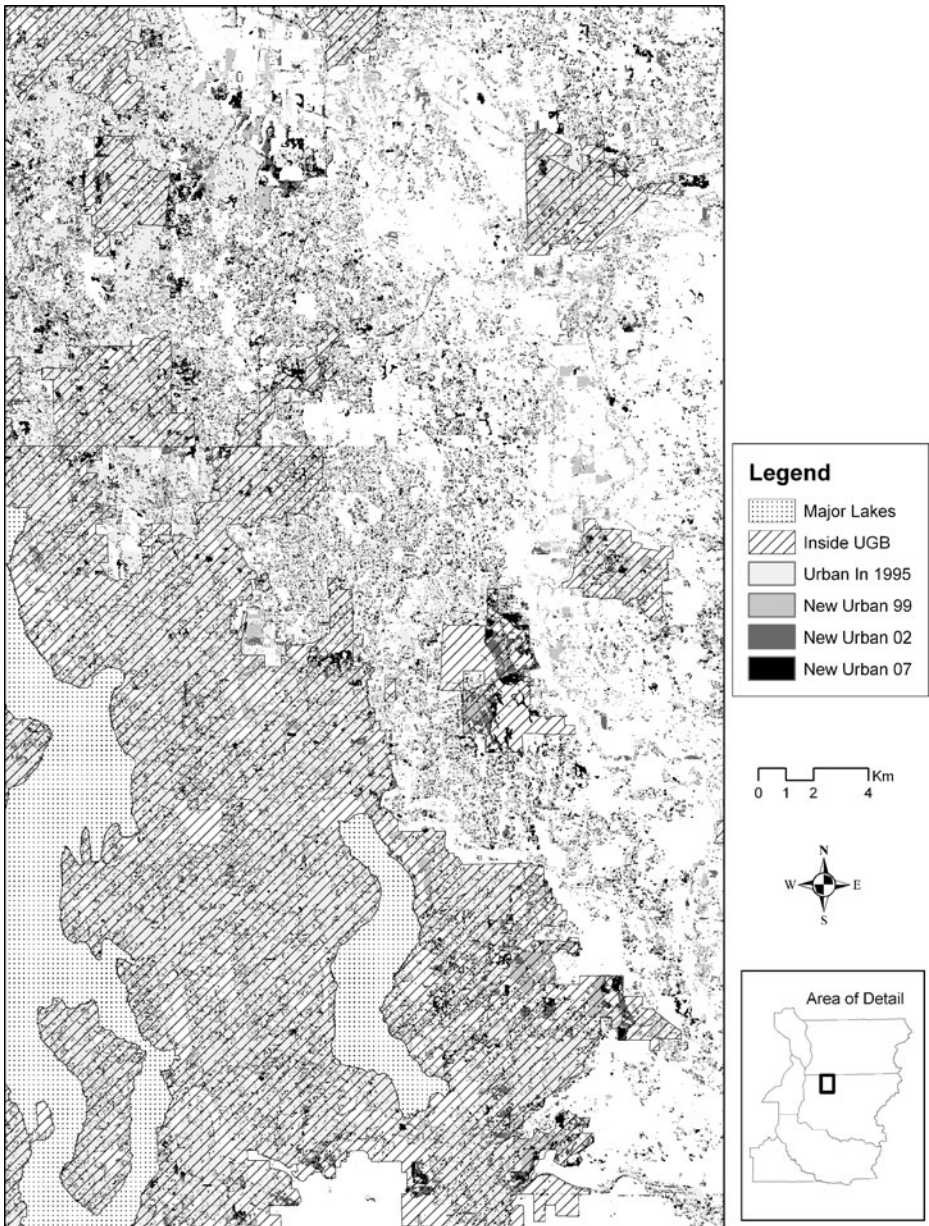 Legend
Major Lakes
Inside UGB
Urban In 1995
New Urban 99
New Urban 02
New Urban 07
Km
0 1 2 4
N
W E
S
Area of Detail